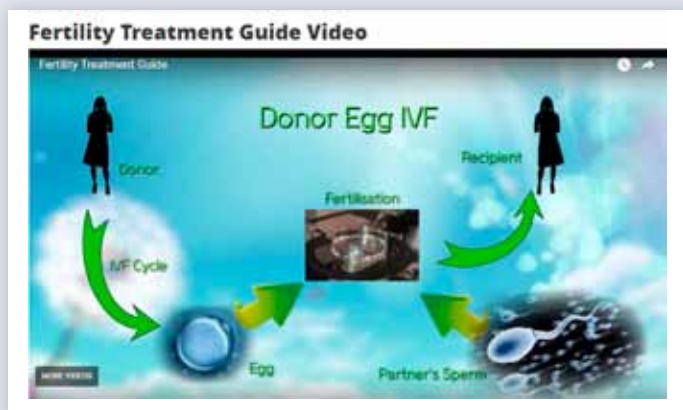 Fertility Treatment Guide Video
Fertility Treatment Guide
Donor Egg IVF
Donor
Recipient
Fertilisation
IVF Cycle
Egg
Partner's Sperm
MORE VIDEOS